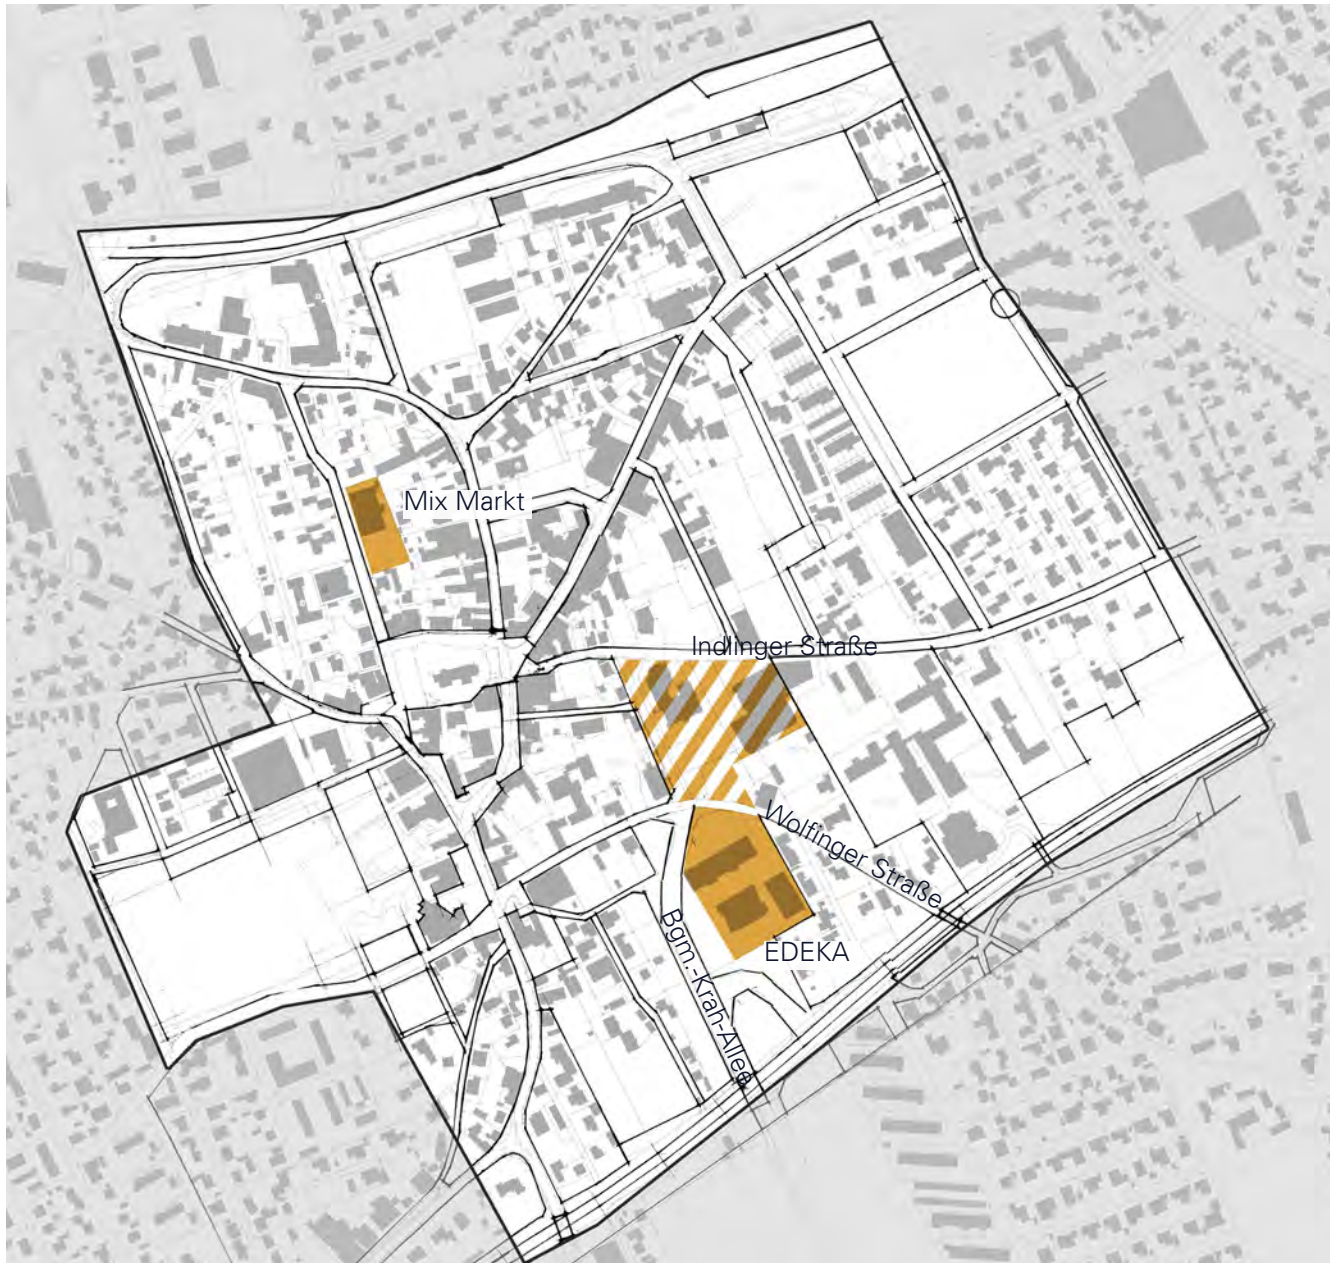 Mix Markt
Indlinger Straße
Wolfinger Straße
Bgm.-Krah-Allee
EDEKA